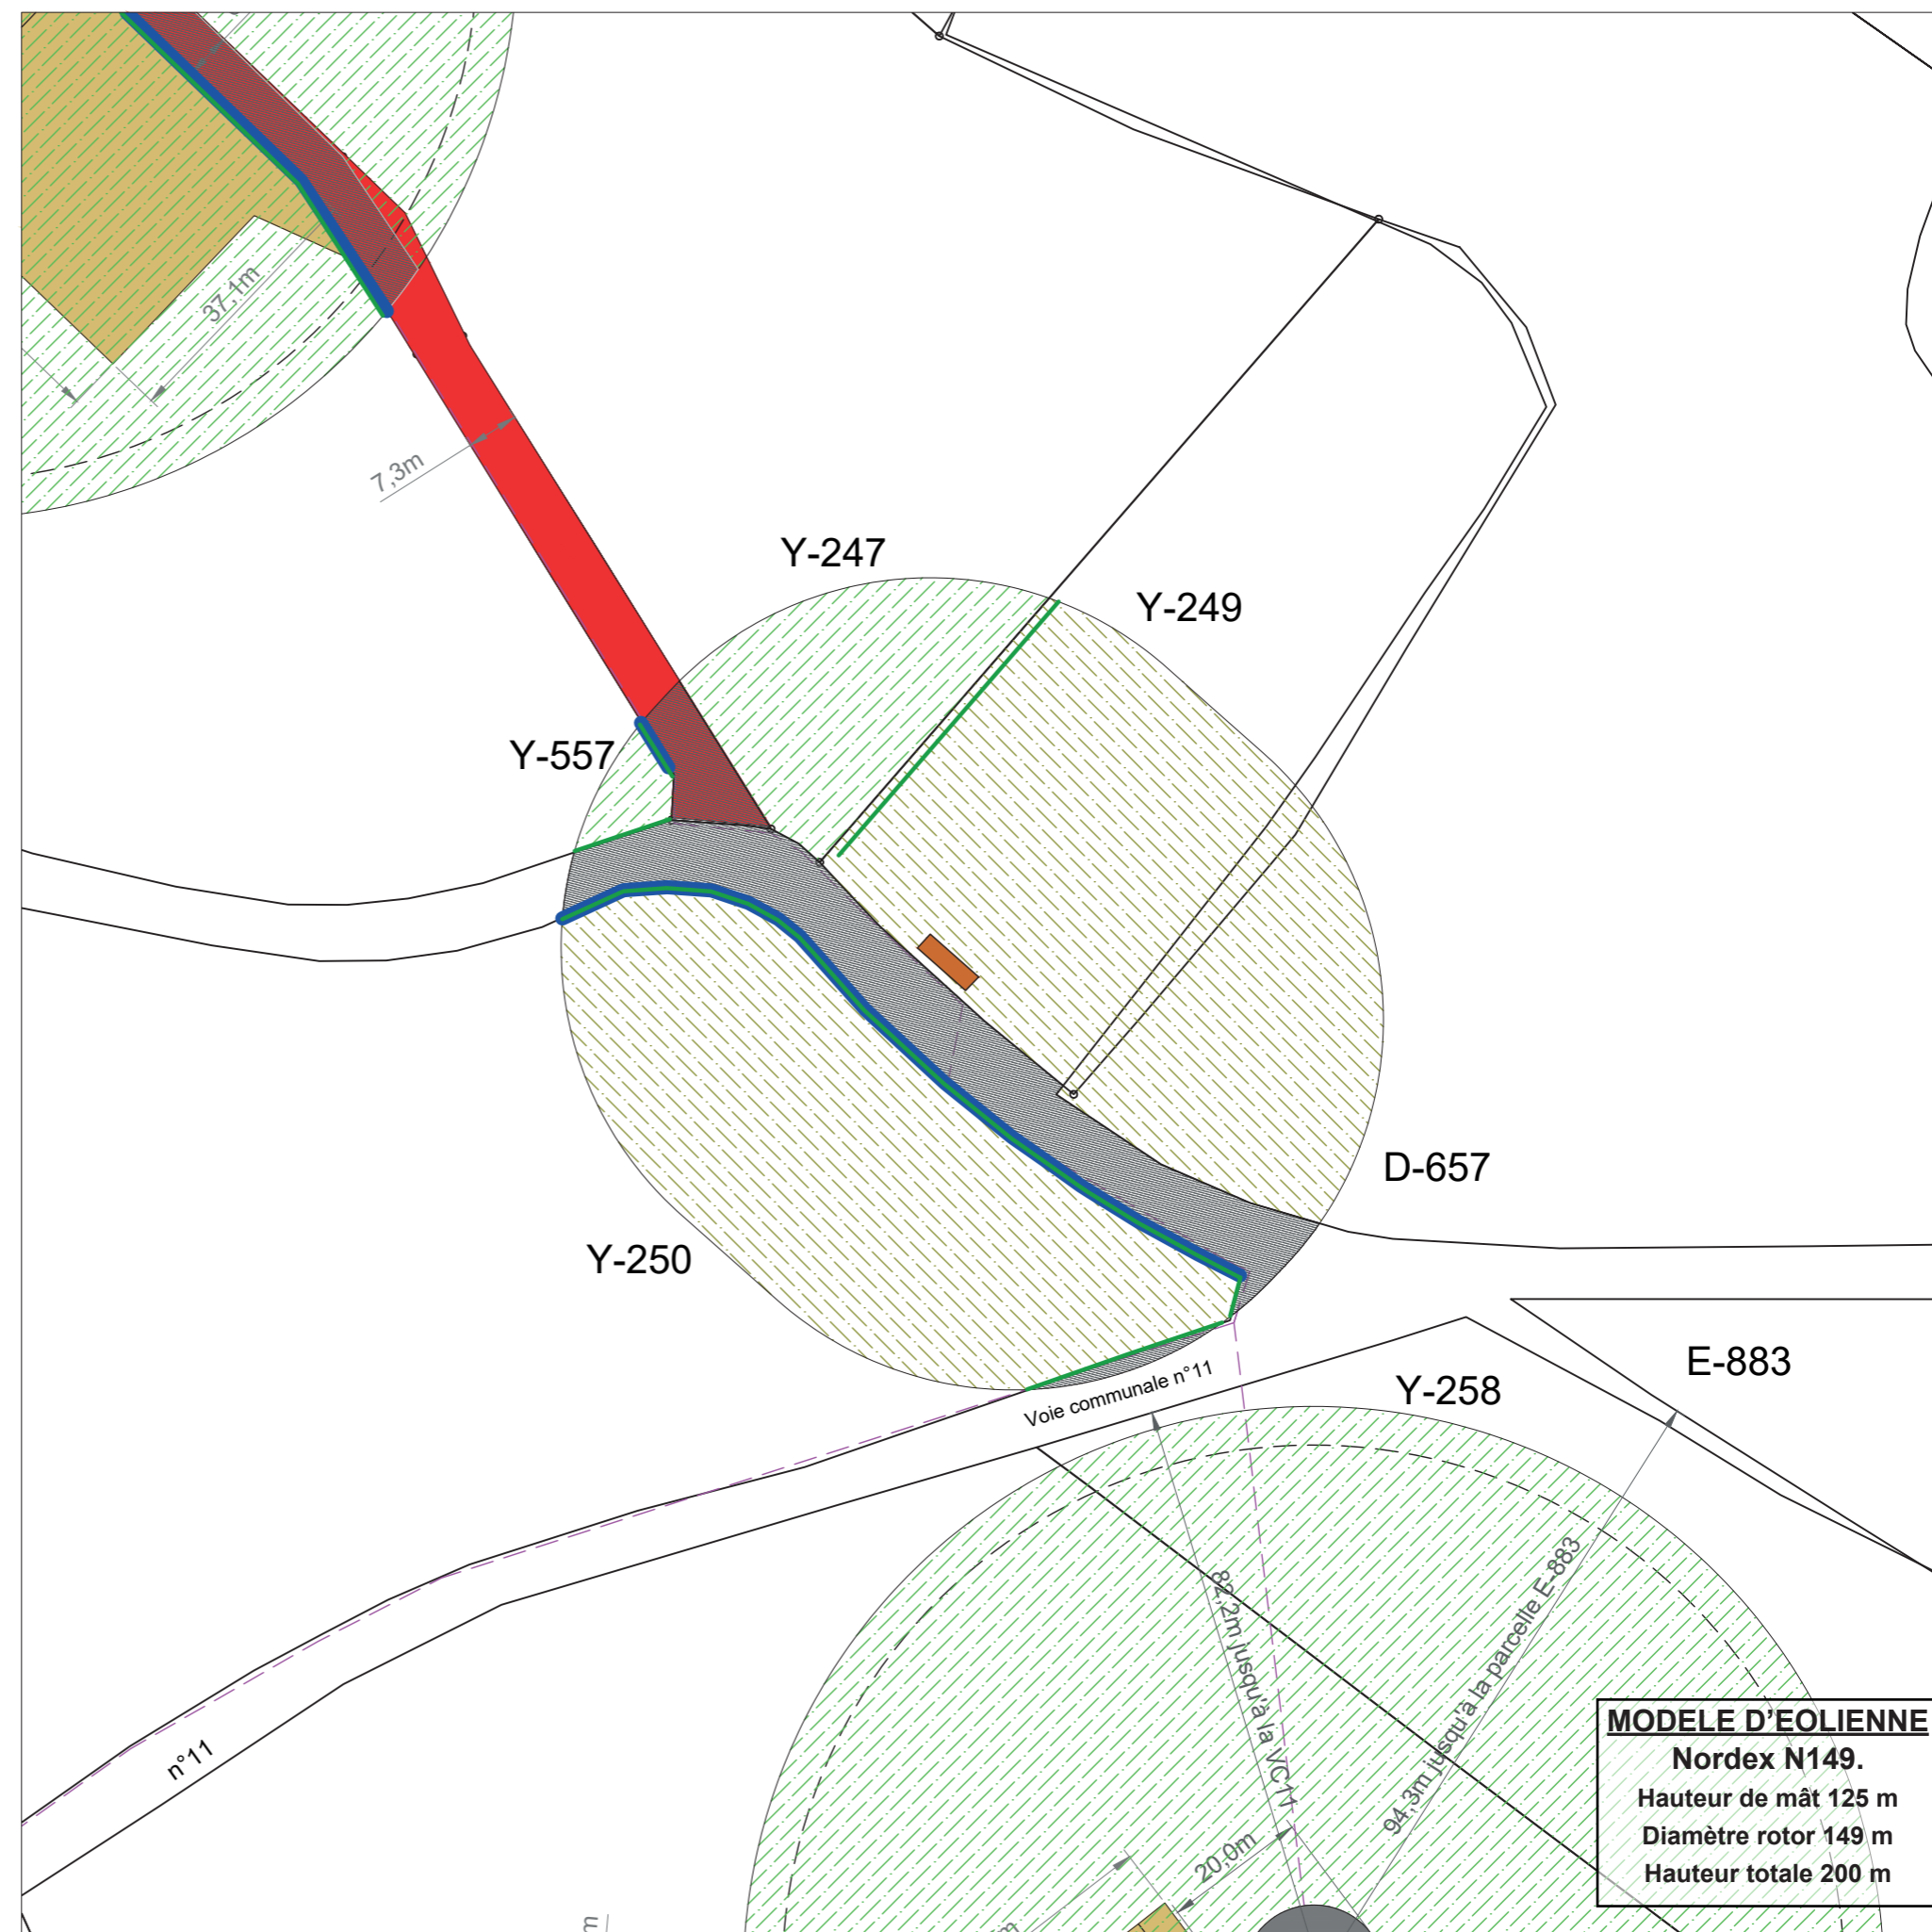 37,1m
7,3m
Y-247
Y-249
Y-557
D-657
Y-250
Voie communale n°11
E-883
Y-258
82,2m jusqu'à la VC11
94,3m jusqu'à la parcelle E-883
n°11
20,0m
m
m
MODELE D'EOLIENNE
Nordex N149.
Hauteur de mât 125 m
Diamètre rotor 149 m
Hauteur totale 200 m